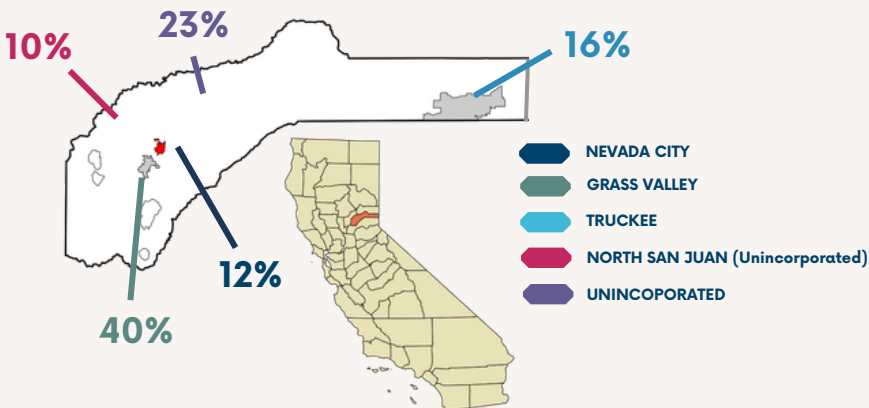 23%
10%
16%
12%
40%
NEVADA CITY
GRASS VALLEY
TRUCKEE
NORTH SAN JUAN (Unincorporated)
UNINCOPORATED